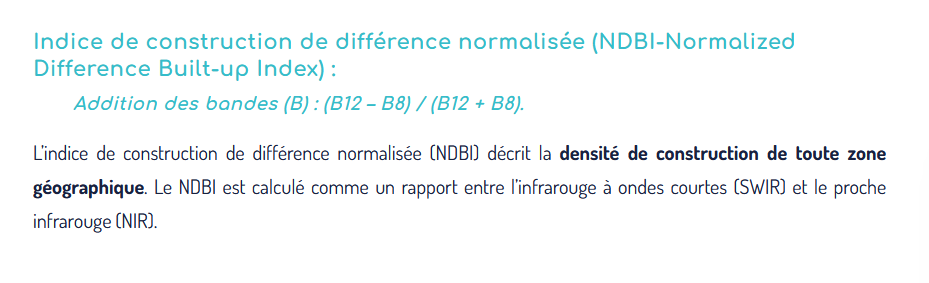 Indice de construction de différence normalisée (NDBI-Normalized
Difference Built-up Index) :
Addition des bandes (B) : (B12 – B8) / (B12 + B8).
L'indice de construction de différence normalisée (NDBI) décrit la densité de construction de toute zone
géographique. Le NDBI est calculé comme un rapport entre l'infrarouge à ondes courtes (SWIR) et le proche
infrarouge (NIR).